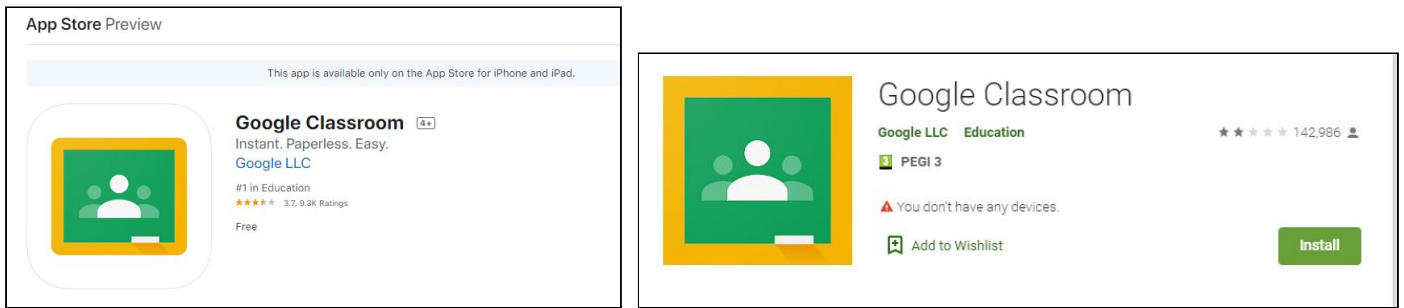 App Store Preview
This app is available only on the App Store for iPhone and iPad.
Google Classroom 4+
Instant. Paperless. Easy.
Google LLC
#1 in Education
3.7, 9.3K Ratings
Free
Google Classroom
Google LLC Education 142,986
3 PEGI 3
You don't have any devices.
Add to Wishlist
Install